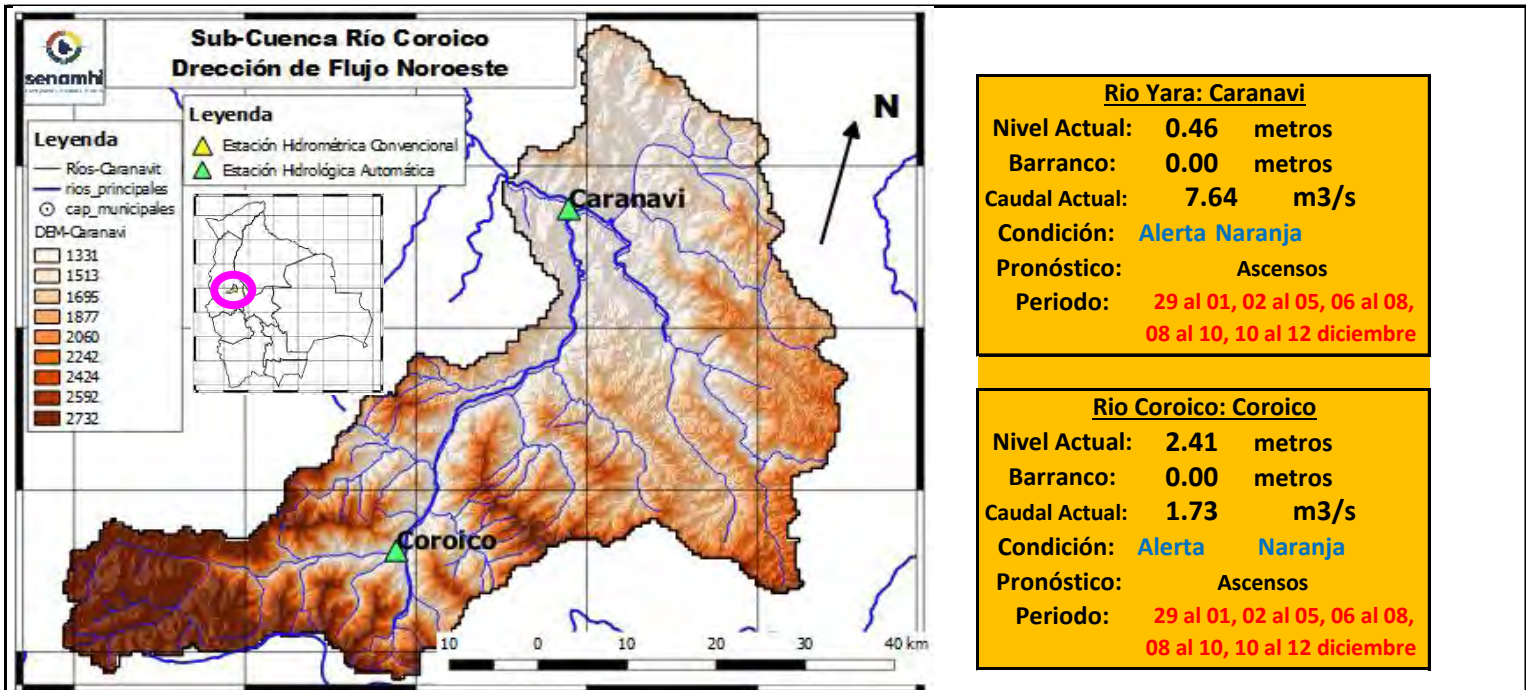 senamhi
Sub-Cuenca Río Coroico
Drección de Flujo Noroeste
Leyenda
Estación Hidrométrica Convencional
Estación Hidrológica Automática
Leyenda
Ríos-Caranavit
rios_principales
cap_municipales
DEM-Caranavi
1331
1513
1695
1877
2060
2242
2424
2592
2732
N
Caranavi
Coroico
10 0 10 20 30 40 km
Rio Yara: Caranavi
Nivel Actual: 0.46 metros
Barranco: 0.00 metros
Caudal Actual: 7.64 m3/s
Condición: Alerta Naranja
Pronóstico: Ascensos
Periodo: 29 al 01, 02 al 05, 06 al 08,
08 al 10, 10 al 12 diciembre
Rio Coroico: Coroico
Nivel Actual: 2.41 metros
Barranco: 0.00 metros
Caudal Actual: 1.73 m3/s
Condición: Alerta Naranja
Pronóstico: Ascensos
Periodo: 29 al 01, 02 al 05, 06 al 08,
08 al 10, 10 al 12 diciembre